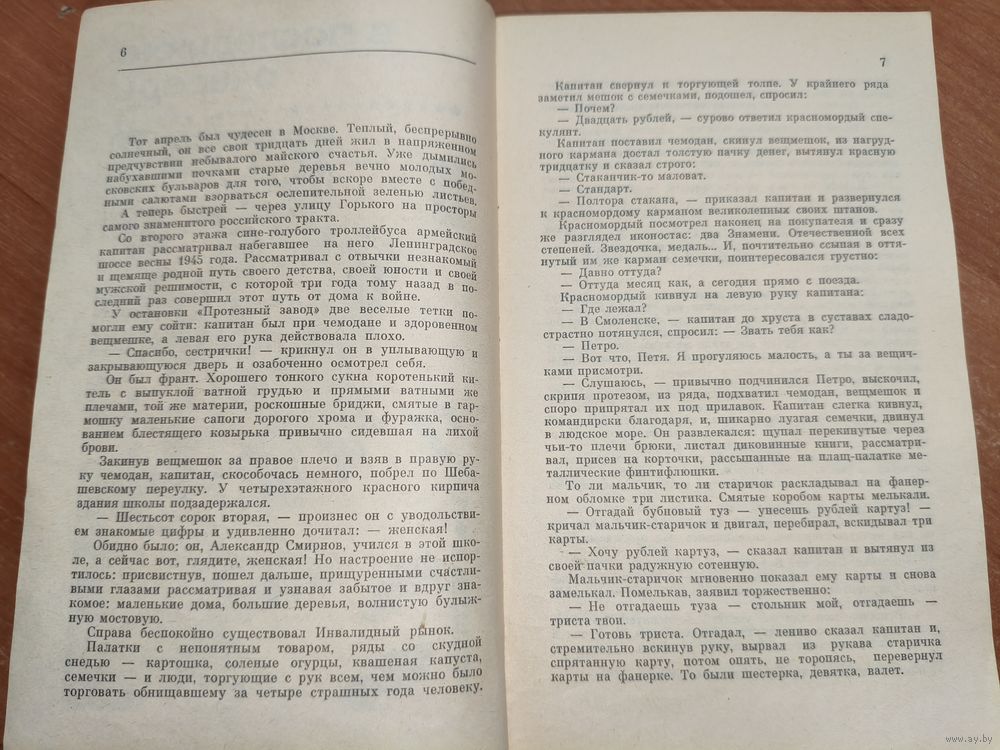 6
Тот апрель был чудесен в Москве. Теплый, беспрерывно
солнечный, он все свои тридцать дней жил в напряженном
предчувствии небывалого майского счастья. Уже дымились
набухавшими почками старые деревья вечно молодых мо-
сковских бульваров для того, чтобы вскоре вместе с побед-
ными салютами взорваться ослепительной зеленью листьев.
А теперь быстрей — через улицу Горького на просторы
самого знаменитого российского тракта.
Со второго этажа сине-голубого троллейбуса армейский
капитан рассматривал набегавшее на него Ленинградское
шоссе весны 1945 года. Рассматривал с отвычки незнакомый
и щемяще родной путь своего детства, своей юности и своей
мужской решимости, с которой три года тому назад в по-
следний раз совершил этот путь от дома к войне.
У остановки «Протезный завод» две веселые тетки по-
могли ему сойти: капитан был при чемодане и здоровенном
вещмешке, а левая его рука действовала плохо.
— Спасибо, сестрички! — крикнул он в уплывающую и
закрывающуюся дверь и озабоченно осмотрел себя.
Он был франт. Хорошего тонкого сукна коротенький ки-
тель с выпуклой ватной грудью и прямыми ватными же
плечами, той же материи, роскошные бриджи, смятые в гар-
мошку маленькие сапоги дорогого хрома и фуражка, осно-
ванием блестящего козырька привычно сидевшая на лихой
брови.
Закинув вещмешок за правое плечо и взяв в правую ру-
ку чемодан, капитан, скособочась немного, побрел по Шеба-
шевскому переулку. У четырехэтажного красного кирпича
здания школы подзадержался.
— Шестьсот сорок вторая, — произнес он с удовольстви-
ем знакомые цифры и удивленно дочитал: — женская!
Обидно было: он, Александр Смирнов, учился в этой шко-
ле, а сейчас вот, глядите, женская! Но настроение не испор-
тилось: присвистнув, пошел дальше, прищуренными счастли-
выми глазами рассматривая и узнавая забытое и вдруг зна-
комое: маленькие дома, большие деревья, волнистую булыж-
ную мостовую.
Справа беспокойно существовал Инвалидный рынок.
Палатки с непонятным товаром, ряды со скудной
снедью — картошка, соленые огурцы, квашеная капуста,
семечки — и люди, торгующие с рук всем, чем можно было
торговать обнищавшему за четыре страшных года человеку.
7
Капитан свернул к торгующей толпе. У крайнего ряда
заметил мешок с семечками, подошел, спросил:
— Почем?
— Двадцать рублей, — сурово ответил красномордый спе-
кулянт.
Капитан поставил чемодан, скинул вещмешок, из нагруд-
ного кармана достал толстую пачку денег, вытянул красную
тридцатку и сказал строго:
— Стаканчик-то маловат.
— Стандарт.
— Полтора стакана, — приказал капитан и развернулся
к красномордому карманом великолепных своих штанов.
Красномордый посмотрел наконец на покупателя и сразу
же разглядел иконостас: два Знамени. Отечественной всех
степеней. Звездочка, медаль... И, почтительно ссыпая в оття-
нутый им же карман семечки, поинтересовался грустно:
— Давно оттуда?
— Оттуда месяц как, а сегодня прямо с поезда.
Красномордый кивнул на левую руку капитана:
— Где лежал?
— В Смоленске, — капитан до хруста в суставах сладо-
страстно потянулся, спросил: — Звать тебя как?
— Петро.
— Вот что, Петя. Я прогуляюсь малость, а ты за вещич-
ками присмотри.
— Слушаюсь, — привычно подчинился Петро, выскочил,
скрипя протезом, из ряда, подхватил чемодан, вещмешок и
споро припрятал их под прилавок. Капитан слегка кивнул,
командирски благодаря, и, шикарно лузгая семечки, двинул
в людское море. Он развлекался: щупал перекинутые через
чьи-то плечи брюки, листал диковинные книги, рассматри-
вал, присев на корточки, рассыпанные на плащ-палатке ме-
таллические финтифлюшки.
То ли мальчик, то ли старичок раскладывал на фанер-
ном обломке три листика. Смятые коробом карты мелькали.
— Отгадай бубновый туз — унесешь рублей картуз! —
кричал мальчик-старичок и двигал, перебирал, вскидывал три
карты.
— Хочу рублей картуз, — сказал капитан и вытянул из
своей пачки радужную сотенную.
Мальчик-старичок мгновенно показал ему карты и снова
замелькал. Помелькав, заявил торжественно:
— Не отгадаешь туза — стольник мой, отгадаешь —
триста твои.
— Готовь триста. Отгадал, — лениво сказал капитан и,
стремительно вскинув руку, вырвал из рукава старичка
спрятанную карту, потом опять, не торопясь, перевернул
карты на фанерке. То были шестерка, девятка, валет.
www.ay.by